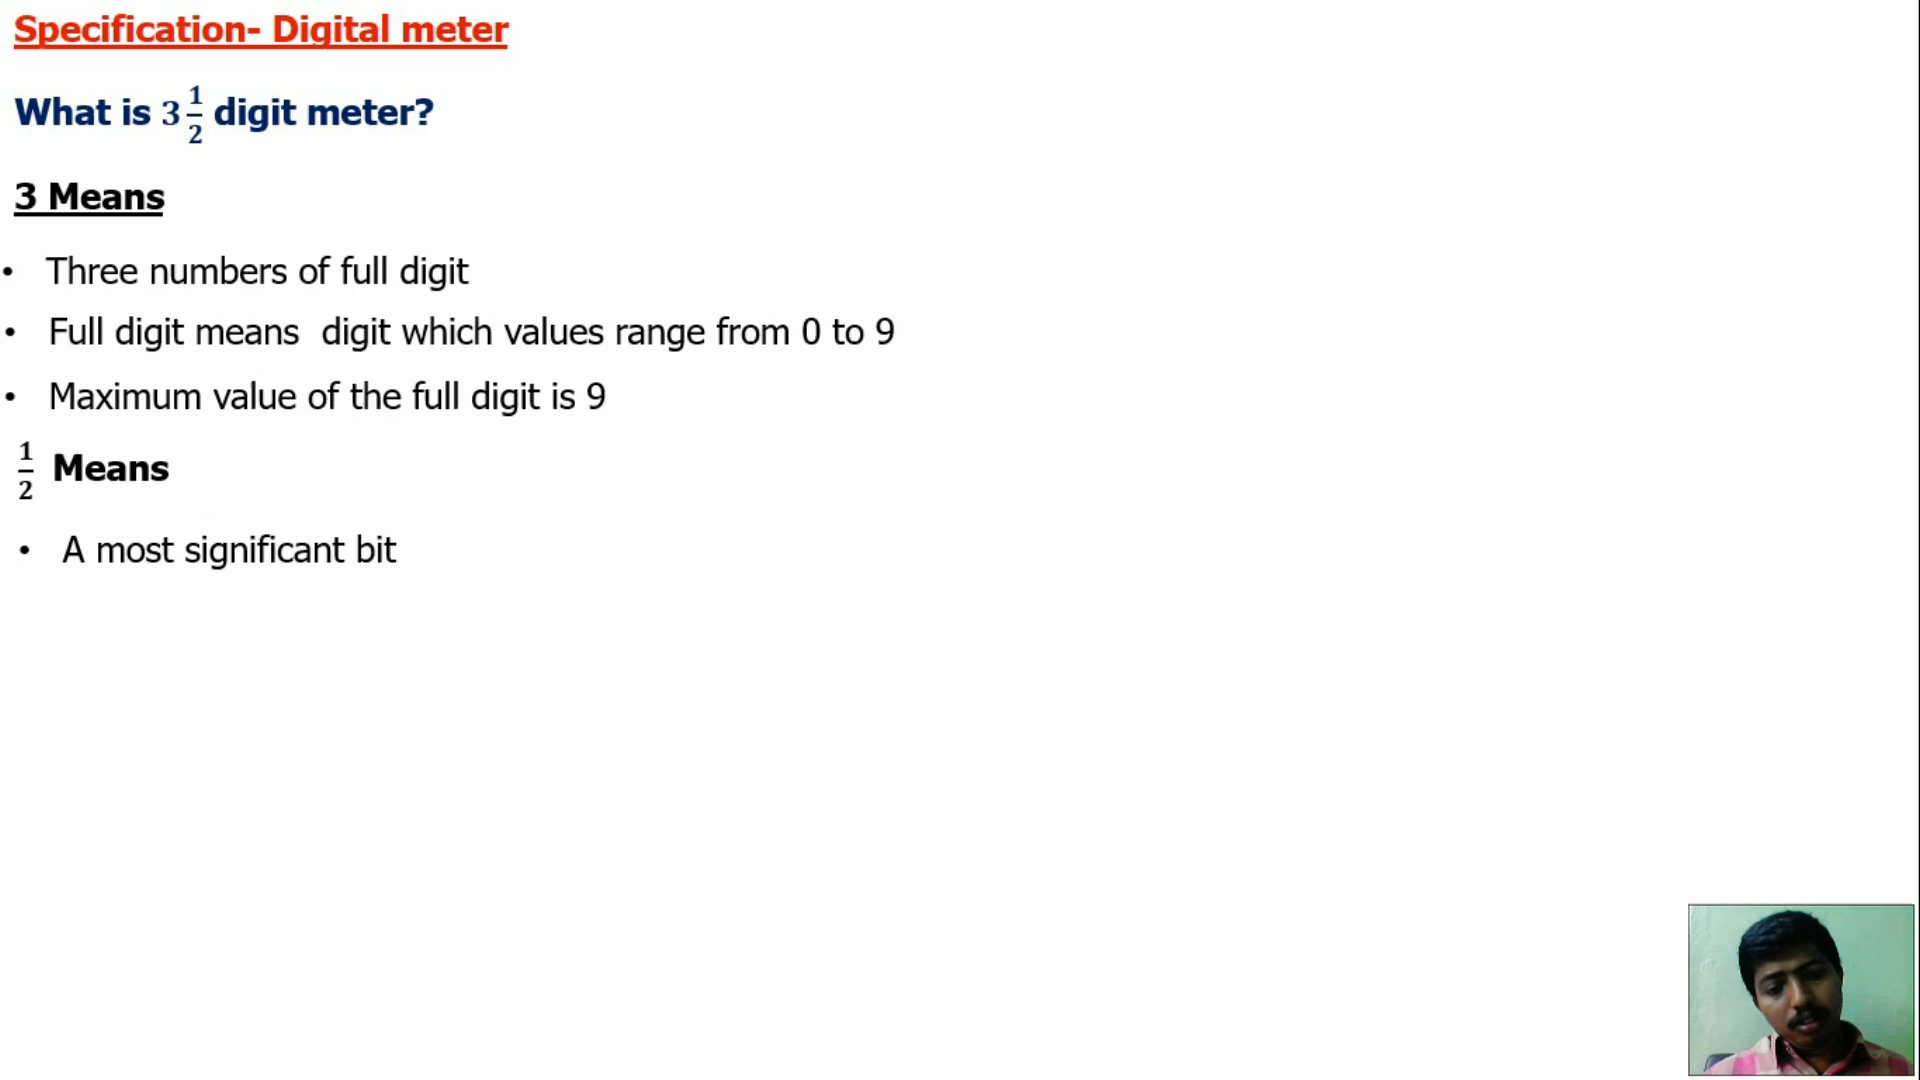 Specification- Digital meter
What is 3 1/2 digit meter?
3 Means
• Three numbers of full digit
• Full digit means digit which values range from 0 to 9
• Maximum value of the full digit is 9
1/2 Means
• A most significant bit